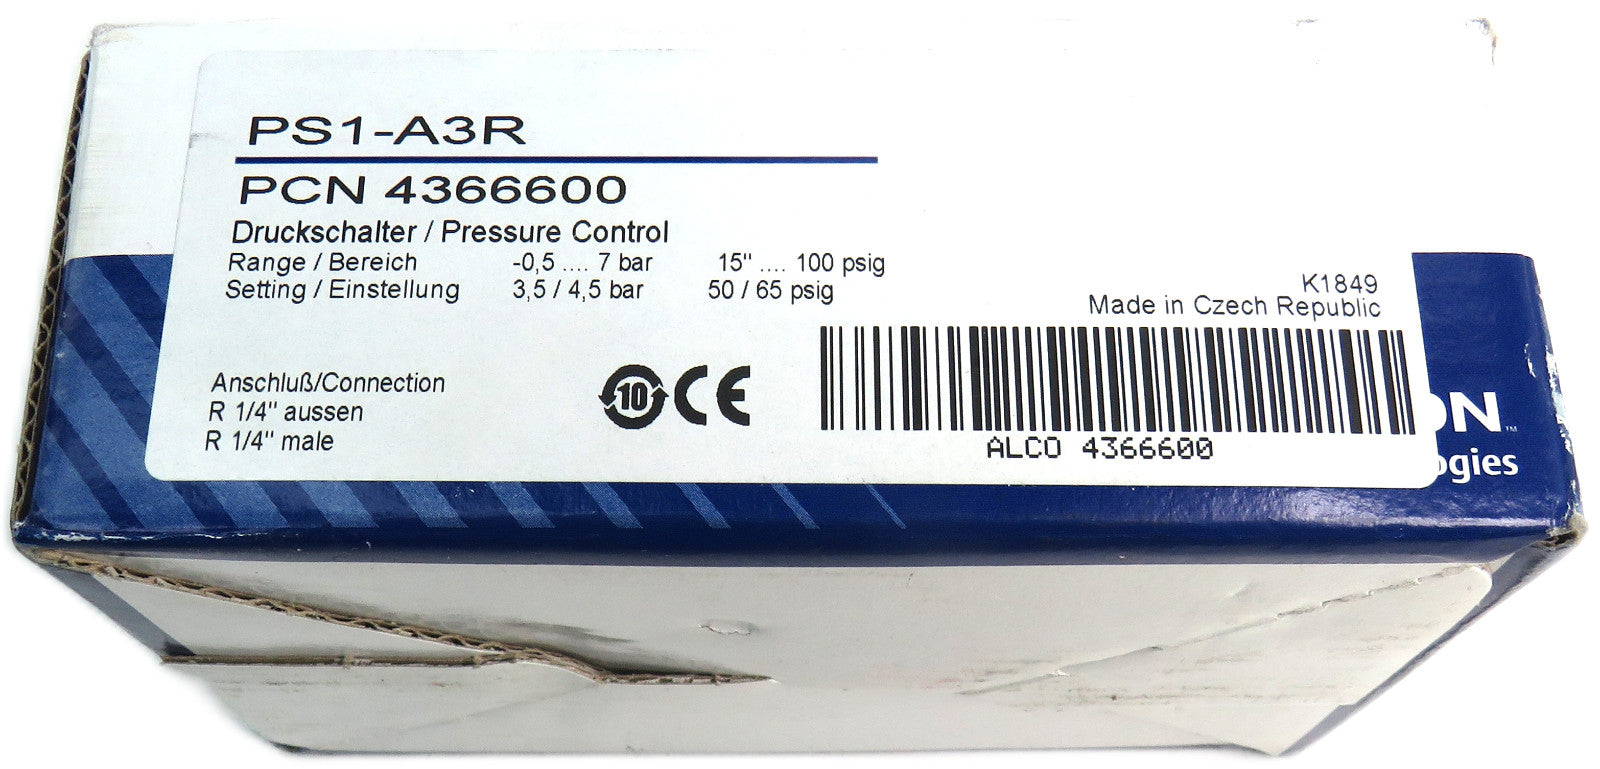 PS1-A3R
PCN 4366600
Druckschalter / Pressure Control
Range / Bereich -0,5 .... 7 bar 15" .... 100 psig
Setting / Einstellung 3,5 / 4,5 bar 50 / 65 psig
K1849
Made in Czech Republic
Anschluß/Connection
R 1/4" aussen
R 1/4" male
10 CE
ALCO 4366600